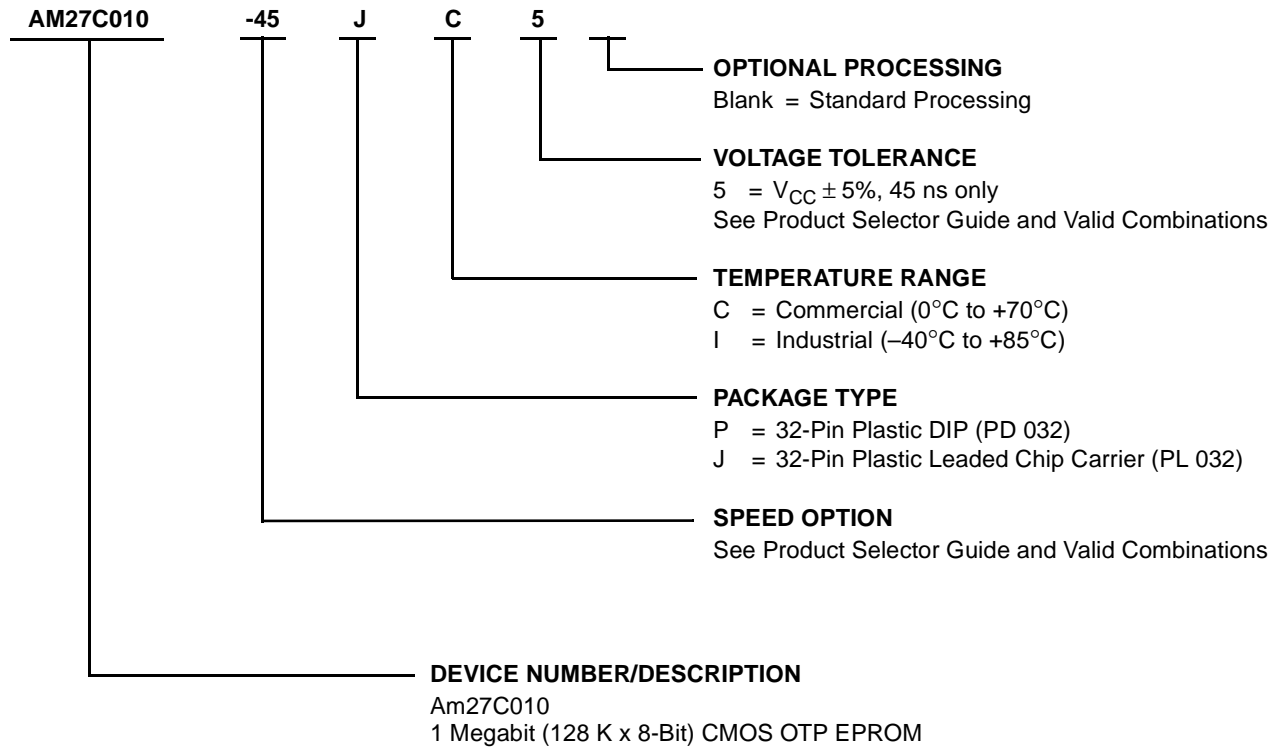 AM27C010 -45 J C 5
OPTIONAL PROCESSING
Blank = Standard Processing
VOLTAGE TOLERANCE
5 = VCC ± 5%, 45 ns only
See Product Selector Guide and Valid Combinations
TEMPERATURE RANGE
C = Commercial (0°C to +70°C)
I = Industrial (–40°C to +85°C)
PACKAGE TYPE
P = 32-Pin Plastic DIP (PD 032)
J = 32-Pin Plastic Leaded Chip Carrier (PL 032)
SPEED OPTION
See Product Selector Guide and Valid Combinations
DEVICE NUMBER/DESCRIPTION
Am27C010
1 Megabit (128 K x 8-Bit) CMOS OTP EPROM